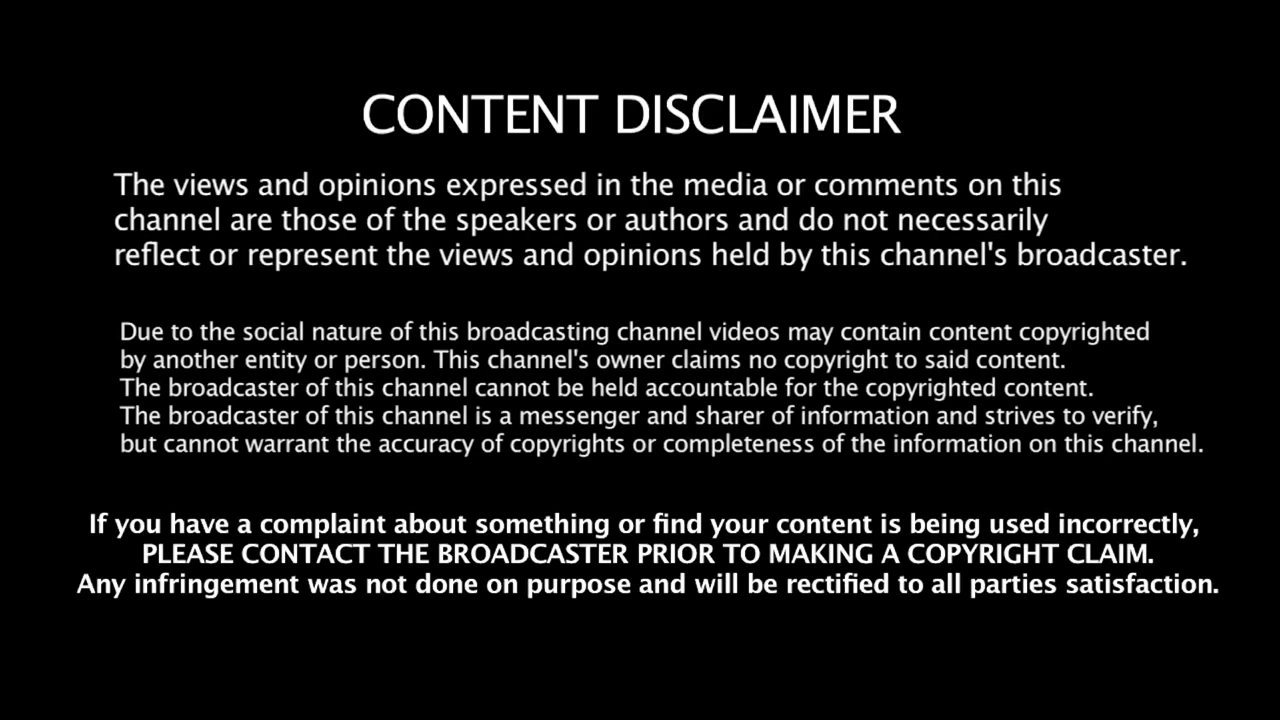 CONTENT DISCLAIMER
The views and opinions expressed in the media or comments on this
channel are those of the speakers or authors and do not necessarily
reflect or represent the views and opinions held by this channel's broadcaster.
Due to the social nature of this broadcasting channel videos may contain content copyrighted
by another entity or person. This channel's owner claims no copyright to said content.
The broadcaster of this channel cannot be held accountable for the copyrighted content.
The broadcaster of this channel is a messenger and sharer of information and strives to verify,
but cannot warrant the accuracy of copyrights or completeness of the information on this channel.
If you have a complaint about something or find your content is being used incorrectly,
PLEASE CONTACT THE BROADCASTER PRIOR TO MAKING A COPYRIGHT CLAIM.
Any infringement was not done on purpose and will be rectified to all parties satisfaction.